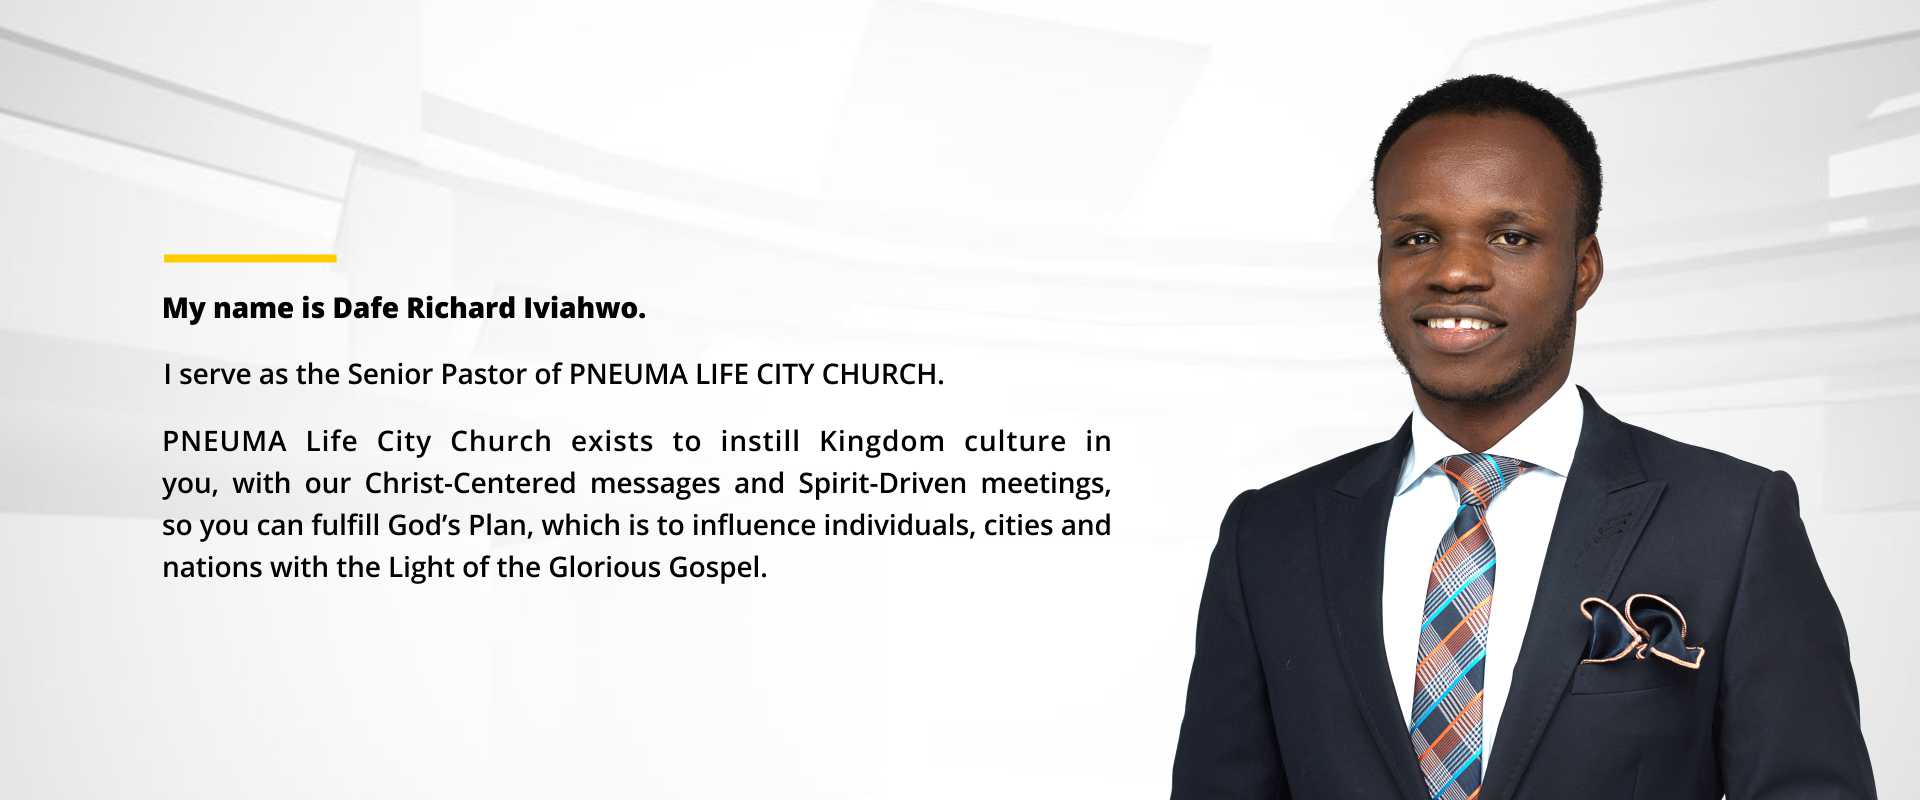 My name is Dafe Richard Iviahwo.
I serve as the Senior Pastor of PNEUMA LIFE CITY CHURCH.
PNEUMA Life City Church exists to instill Kingdom culture in
you, with our Christ-Centered messages and Spirit-Driven meetings,
so you can fulfill God’s Plan, which is to influence individuals, cities and
nations with the Light of the Glorious Gospel.